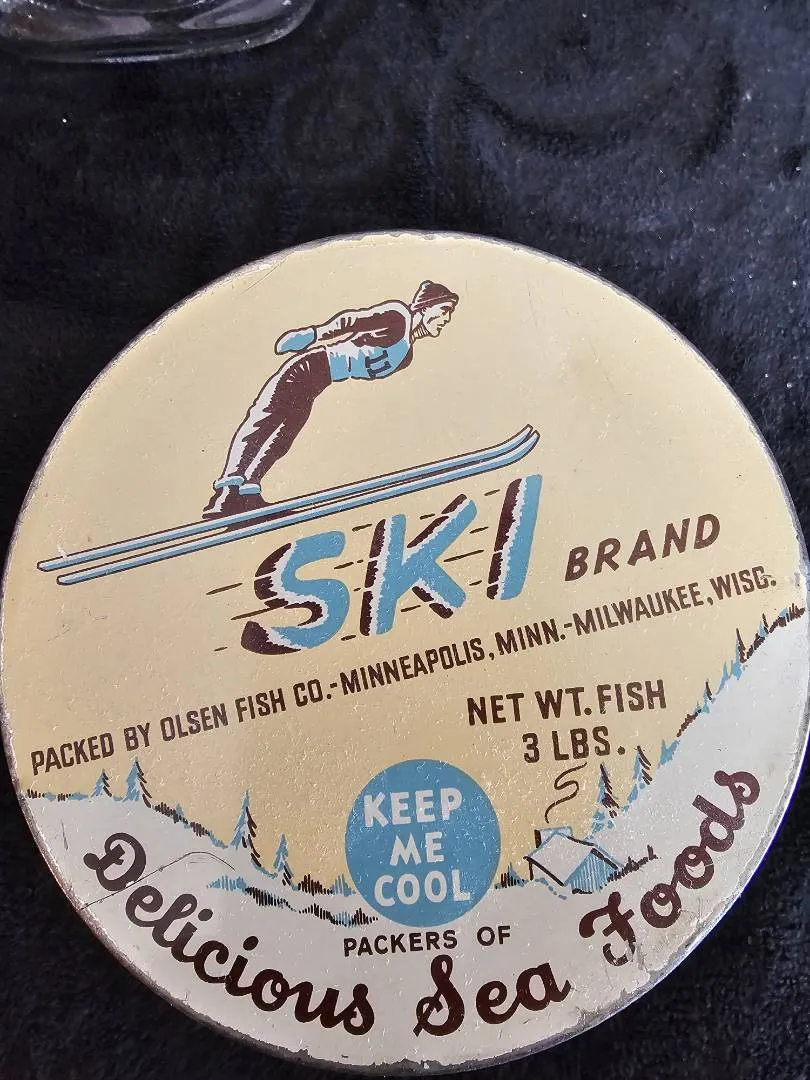 SKI BRAND
PACKED BY OLSEN FISH CO.-MINNEAPOLIS, MINN.-MILWAUKEE, WISC.
NET WT. FISH
3 LBS.
KEEP
ME
COOL
PACKERS OF
Delicious Sea Foods